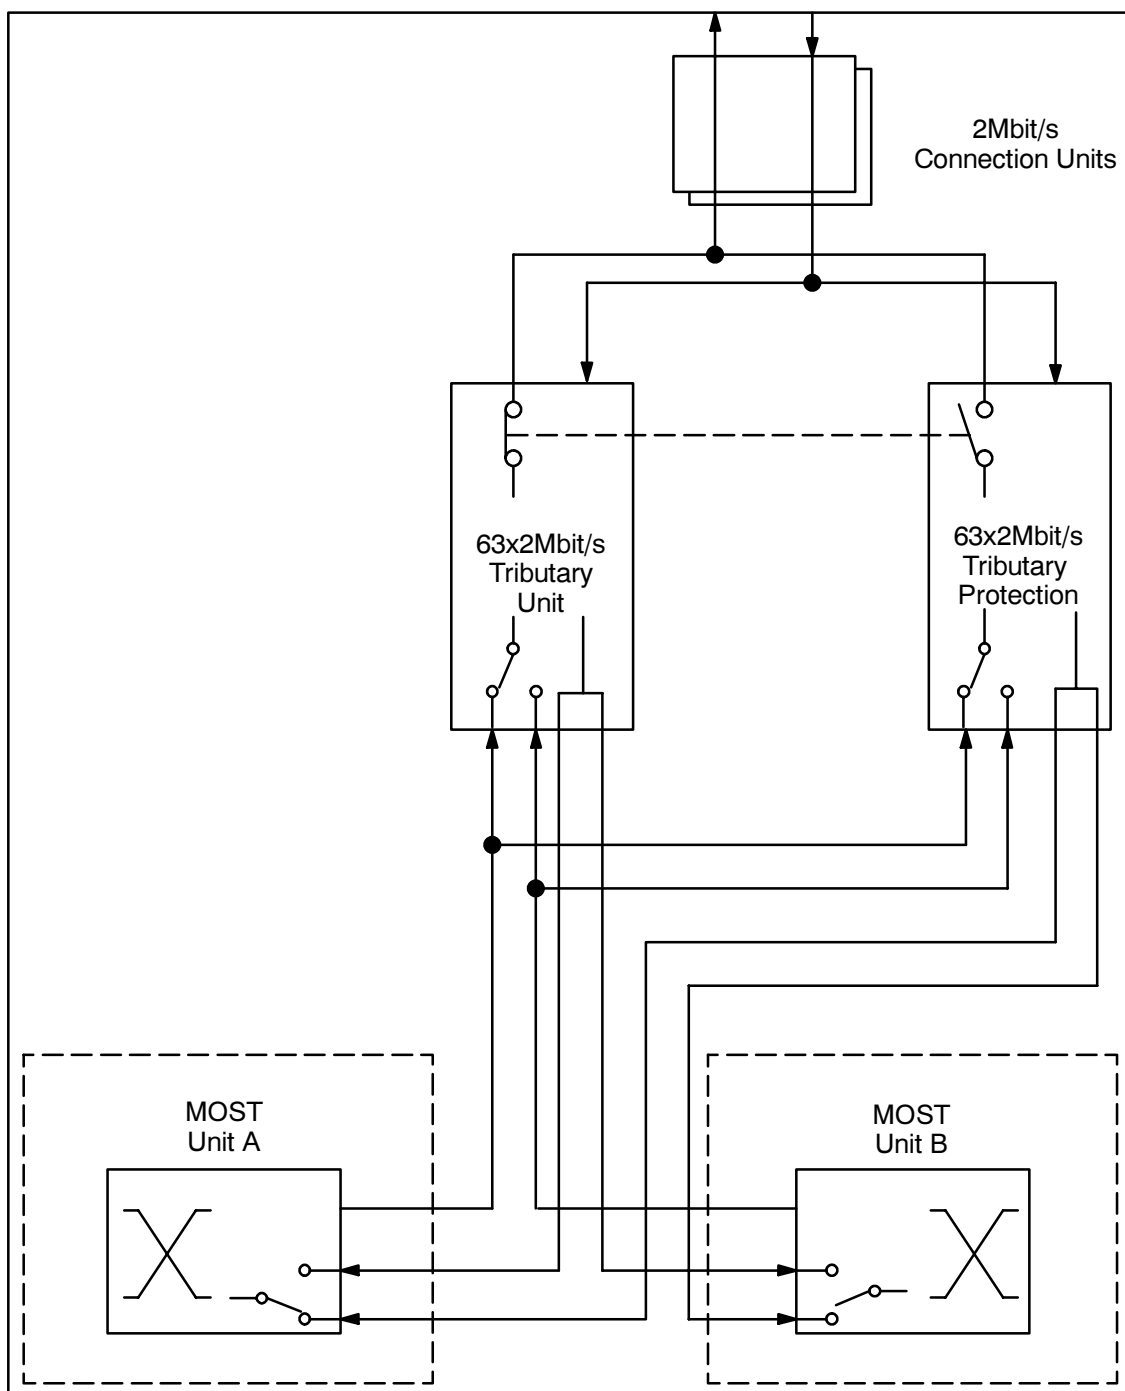 2Mbit/s
Connection Units
63x2Mbit/s
Tributary
Unit
63x2Mbit/s
Tributary
Protection
MOST
Unit A
MOST
Unit B